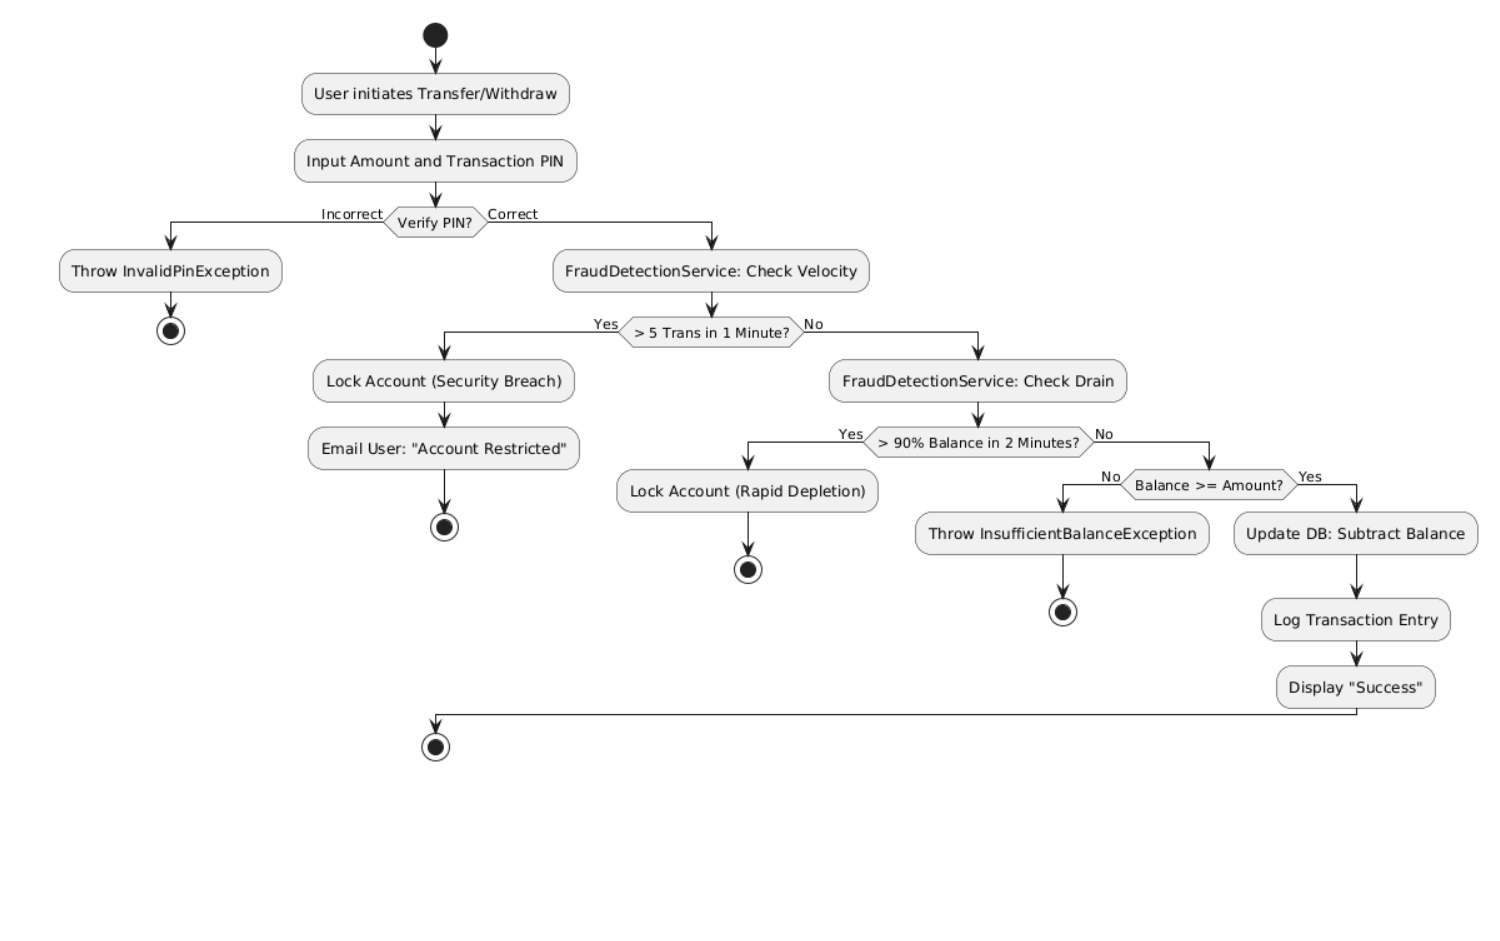 User initiates Transfer/Withdraw
Input Amount and Transaction PIN
Incorrect
Verify PIN?
Correct
Throw InvalidPinException
FraudDetectionService: Check Velocity
Yes
> 5 Trans in 1 Minute?
No
Lock Account (Security Breach)
FraudDetectionService: Check Drain
Email User: "Account Restricted"
Yes
> 90% Balance in 2 Minutes?
No
Lock Account (Rapid Depletion)
No
Balance >= Amount?
Yes
Throw InsufficientBalanceException
Update DB: Subtract Balance
Log Transaction Entry
Display "Success"